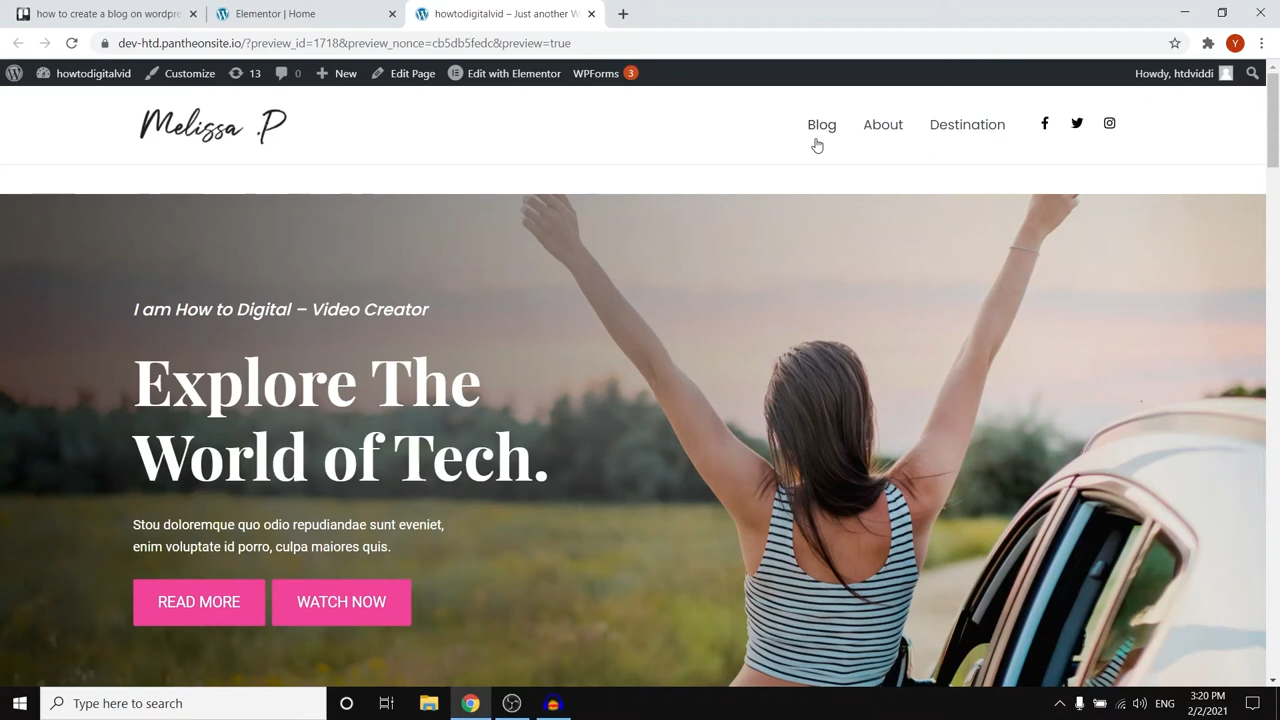 how to create a blog on wordpre
Elementor | Home
howtodigitalvid – Just another W
dev-htd.pantheonsite.io/?preview_id=1718&preview_nonce=cb5db5fedc&preview=true
Y
howtodigitalvid
Customize
13
0
New
Edit Page
Edit with Elementor
WPForms 3
Howdy, htdviddi
Melissa .P
Blog
About
Destination
I am How to Digital – Video Creator
Explore The
World of Tech.
Stou doloremque quo odio repudiandae sunt eveniet,
enim voluptate id porro, culpa maiores quis.
READ MORE
WATCH NOW
Type here to search
ENG
3:20 PM
2/2/2021